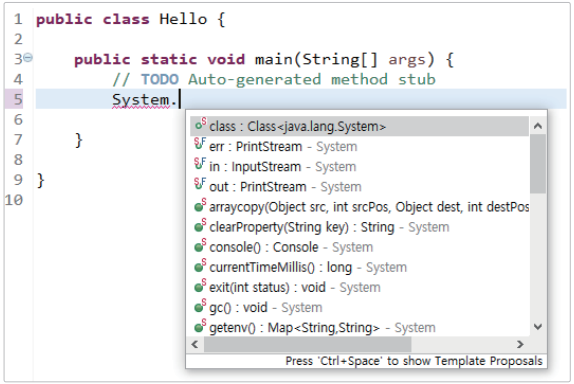 1 public class Hello {
2
3 public static void main(String[] args) {
4 // TODO Auto-generated method stub
5 System.
6
7 }
8
9 }
10
class : Class<java.lang.System>
err : PrintStream - System
in : InputStream - System
out : PrintStream - System
arraycopy(Object src, int srcPos, Object dest, int destPos
clearProperty(String key) : String - System
console() : Console - System
currentTimeMillis() : long - System
exit(int status) : void - System
gc() : void - System
getenv() : Map<String,String> - System
Press 'Ctrl+Space' to show Template Proposals